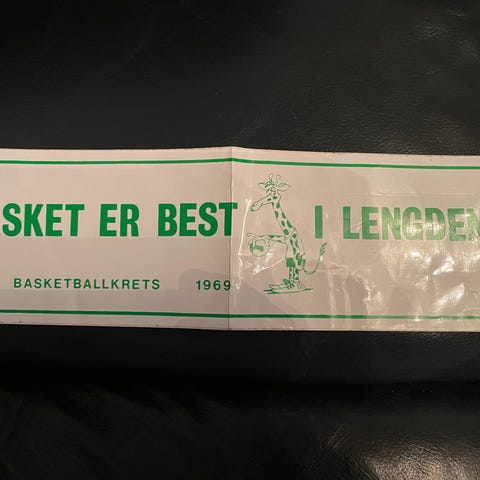 SKET ER BEST I LENGDEN
BASKETBALLKRETS 1969